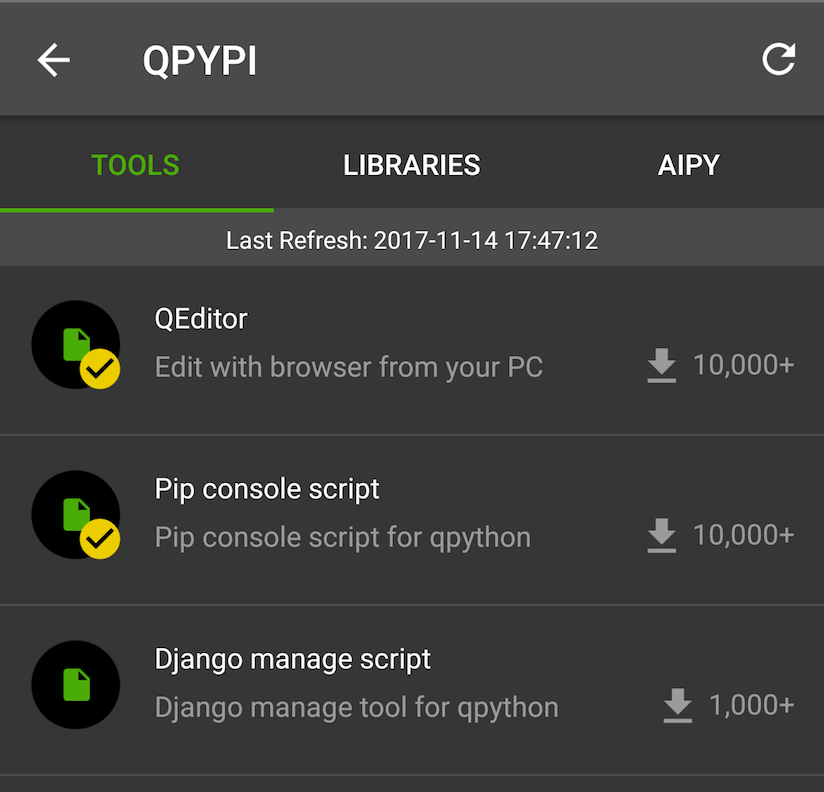 QPYPI
TOOLS LIBRARIES AIPY
Last Refresh: 2017-11-14 17:47:12
QEditor
Edit with browser from your PC 10,000+
Pip console script
Pip console script for qpython 10,000+
Django manage script
Django manage tool for qpython 1,000+